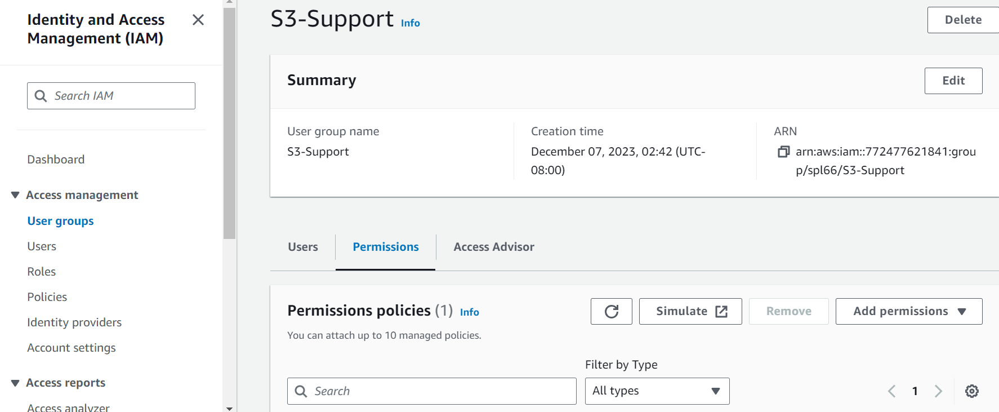 Identity and Access
Management (IAM)
Search IAM
Dashboard
Access management
User groups
Users
Roles
Policies
Identity providers
Account settings
Access reports
Access analyzer
S3-Support Info
Delete
Summary
Edit
User group name
S3-Support
Creation time
December 07, 2023, 02:42 (UTC-
08:00)
ARN
arn:aws:iam::772477621841:grou
p/spl66/S3-Support
Users
Permissions
Access Advisor
Permissions policies (1) Info
Simulate
Remove
Add permissions
You can attach up to 10 managed policies.
Filter by Type
Search
All types
1